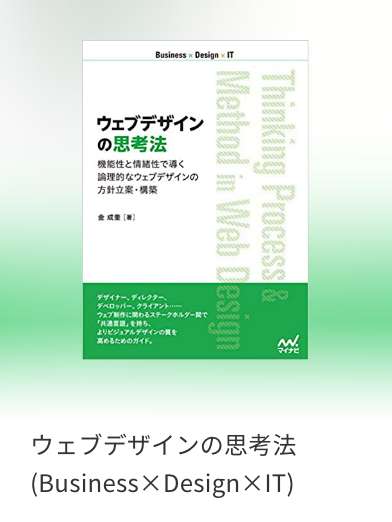 Business × Design × IT
ウェブデザイン
の思考法
機能性と情緒性で導く
論理的なウェブデザインの
方針立案・構築
金 成奎 [著]
Thinking Process &
Method in Web Design
デザイナー、ディレクター、
デベロッパー、クライアント……
ウェブ制作に関わるステークホルダー間で
「共通言語」を持ち、
よりビジュアルデザインの質を
高めるためのガイド。
マイナビ
ウェブデザインの思考法
(Business×Design×IT)